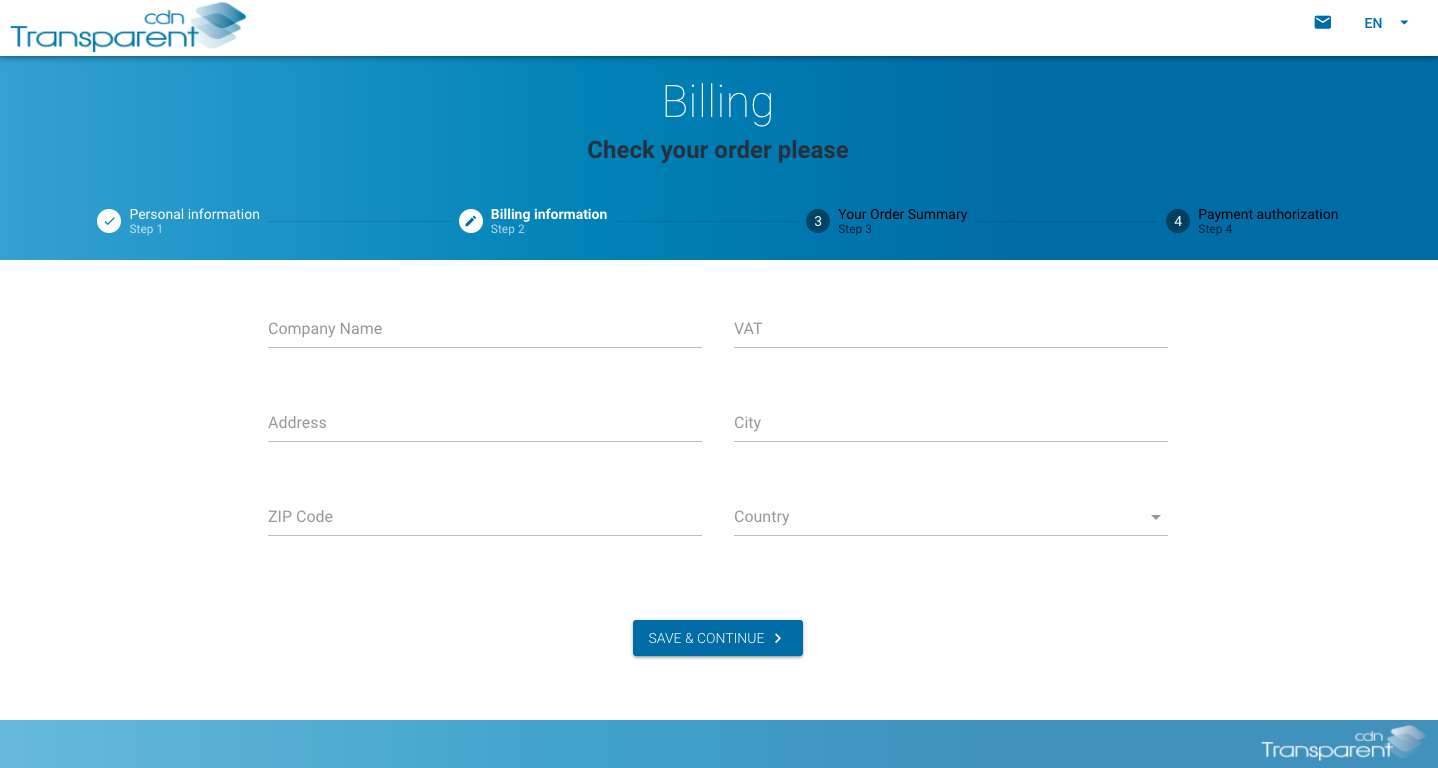 cdn
Transparent
EN
Billing
Check your order please
Personal information
Step 1
Billing information
Step 2
3
Your Order Summary
Step 3
4
Payment authorization
Step 4
Company Name
VAT
Address
City
ZIP Code
Country
SAVE & CONTINUE
cdn
Transparent